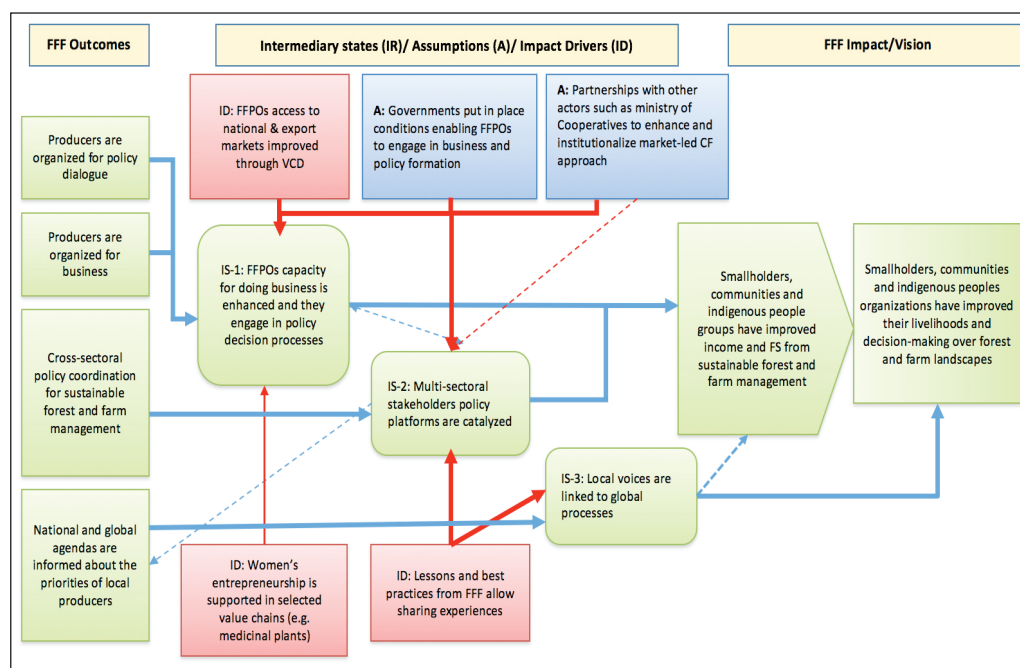 FFF Outcomes
Intermediary states (IR)/ Assumptions (A)/ Impact Drivers (ID)
FFF Impact/Vision
ID: FFPOs access to
national & export
markets improved
through VCD
A: Governments put in place
conditions enabling FFPOs
to engage in business and
policy formation
A: Partnerships with other
actors such as ministry of
Cooperatives to enhance and
institutionalize market-led CF
approach
Producers are
organized for policy
dialogue
Producers are
organized for
business
Cross-sectoral
policy coordination
for sustainable
forest and farm
management
National and global
agendas are
informed about the
priorities of local
producers
IS-1: FFPOs capacity
for doing business is
enhanced and they
engage in policy
decision processes
IS-2: Multi-sectoral
stakeholders policy
platforms are catalyzed
IS-3: Local voices are
linked to global
processes
ID: Women's
entrepreneurship is
supported in selected
value chains (e.g.
medicinal plants)
ID: Lessons and best
practices from FFF allow
sharing experiences
Smallholders,
communities and
indigenous people
groups have improved
income and FS from
sustainable forest and
farm management
Smallholders, communities
and indigenous peoples
organizations have improved
their livelihoods and
decision-making over forest
and farm landscapes